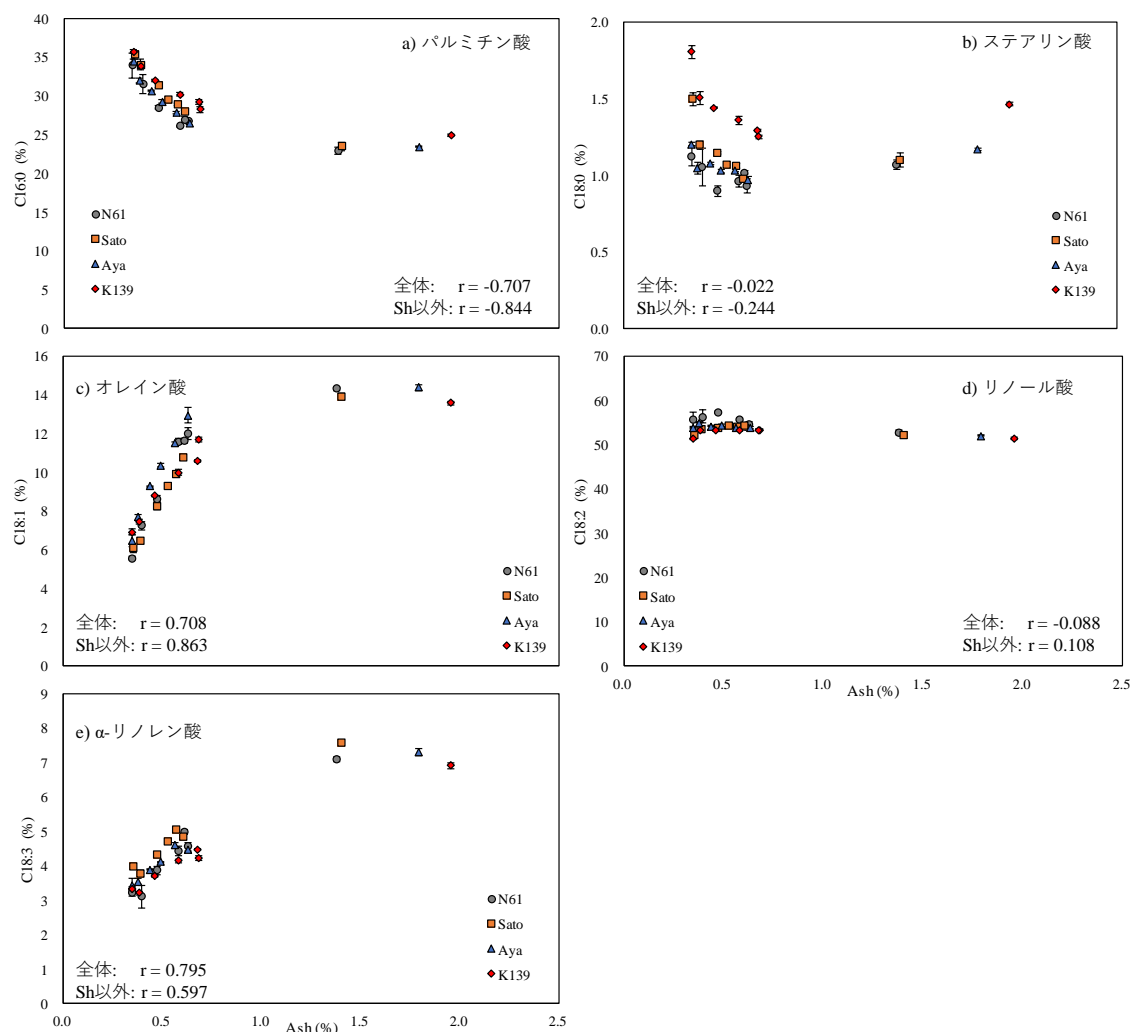 a) パルミチン酸
C16:0 (%)
40
35
30
25
20
15
10
5
0
N61
Sato
Aya
K139
全体: r = -0.707
Sh以外: r = -0.844
b) ステアリン酸
C18:0 (%)
2.0
1.5
1.0
0.5
0.0
全体: r = -0.022
Sh以外: r = -0.244
N61
Sato
Aya
K139
c) オレイン酸
C18:1 (%)
16
14
12
10
8
6
4
2
0
N61
Sato
Aya
K139
全体: r = 0.708
Sh以外: r = 0.863
d) リノール酸
C18:2 (%)
70
60
50
40
30
20
10
0
N61
Sato
Aya
K139
全体: r = -0.088
Sh以外: r = 0.108
0.0 0.5 1.0 1.5 2.0 2.5
Ash (%)
e) α-リノレン酸
C18:3 (%)
9
8
7
6
5
4
3
2
1
0
N61
Sato
Aya
K139
全体: r = 0.795
Sh以外: r = 0.597
0.0 0.5 1.0 1.5 2.0 2.5
Ash (%)